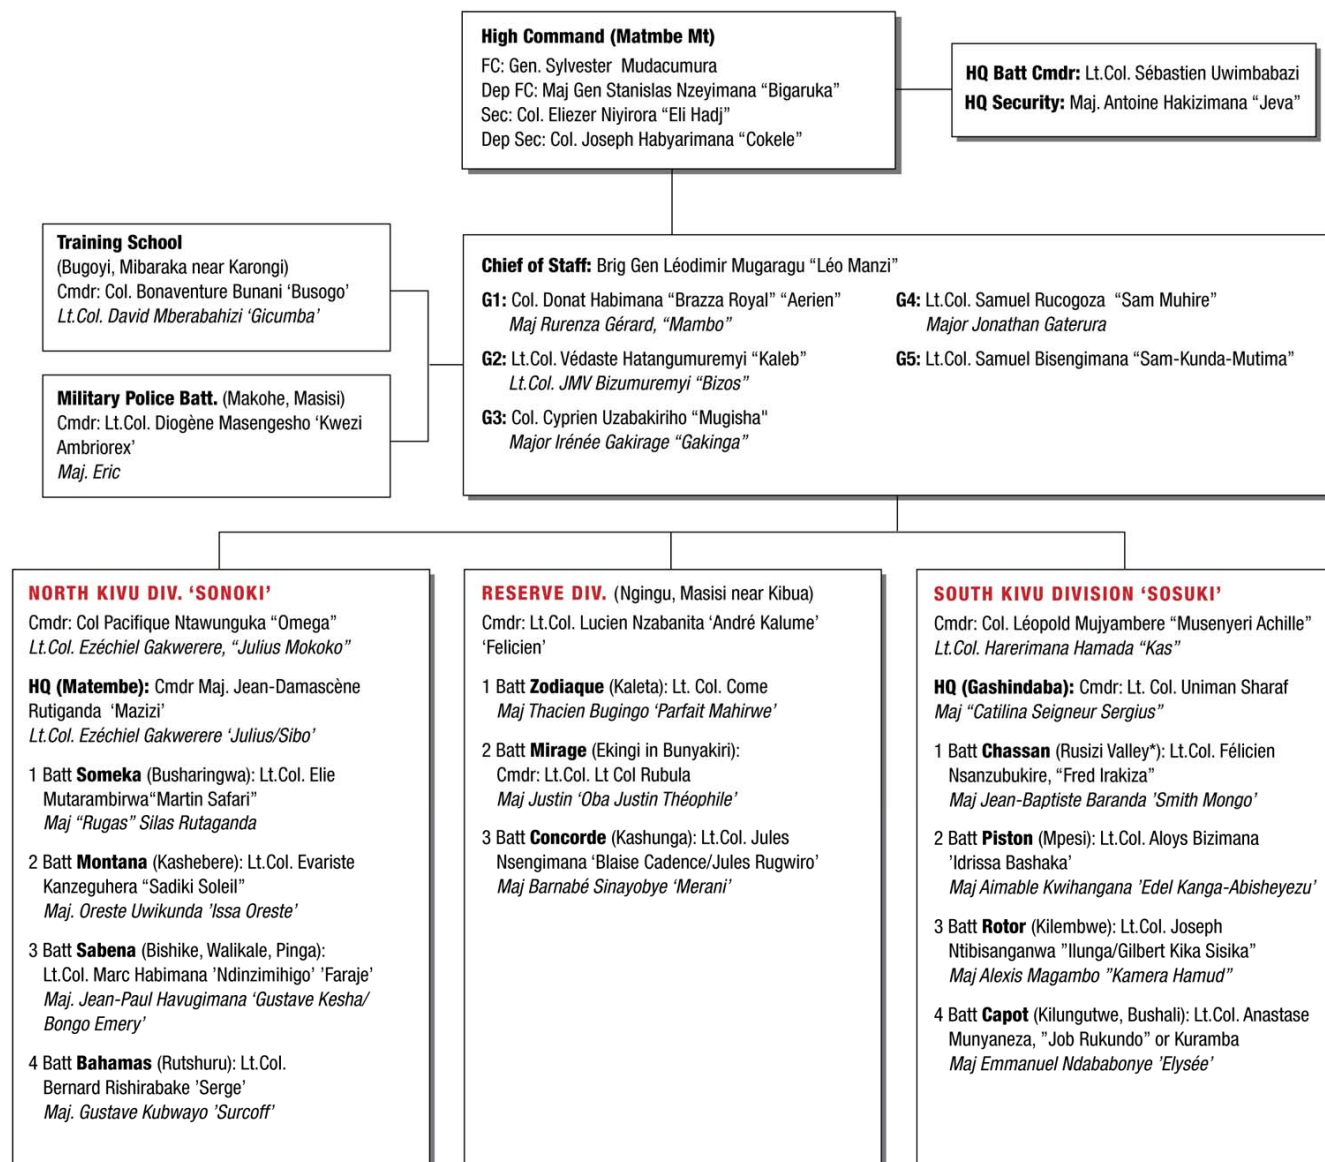 High Command (Matmbe Mt)
FC: Gen. Sylvester Mudacumura
Dep FC: Maj Gen Stanislas Nzeyimana “Bigaruka”
Sec: Col. Eliezer Niyirora “Eli Hadj”
Dep Sec: Col. Joseph Habyarimana “Cokele”
HQ Batt Cmdr: Lt.Col. Sébastien Uwimbabazi
HQ Security: Maj. Antoine Hakizimana “Jeva”
Training School
(Bugoyi, Mibaraka near Karongi)
Cmdr: Col. Bonaventure Bunani ‘Busogo’
Lt.Col. David Mberabahizi ‘Gicumba’
Military Police Batt. (Makohe, Masisi)
Cmdr: Lt.Col. Diogène Masengesho ‘Kwezi
Ambriorex’
Maj. Eric
Chief of Staff: Brig Gen Léodimir Mugaragu “Léo Manzi”
G1: Col. Donat Habimana “Brazza Royal” “Aerien”
Maj Rurenza Gérard, “Mambo”
G2: Lt.Col. Védaste Hatangumuremyi “Kaleb”
Lt.Col. JMV Bizumuremyi “Bizos”
G3: Col. Cyprien Uzabakiriho “Mugisha"
Major Irénée Gakirage “Gakinga”
G4: Lt.Col. Samuel Rucogoza “Sam Muhire”
Major Jonathan Gaterura
G5: Lt.Col. Samuel Bisengimana “Sam-Kunda-Mutima”
NORTH KIVU DIV. ‘SONOKI’
Cmdr: Col Pacifique Ntawunguka “Omega”
Lt.Col. Ezéchiel Gakwerere, “Julius Mokoko”
HQ (Matembe): Cmdr Maj. Jean-Damascène
Rutiganda ‘Mazizi’
Lt.Col. Ezéchiel Gakwerere ‘Julius/Sibo’
1 Batt Someka (Busharingwa): Lt.Col. Elie
Mutarambirwa“Martin Safari”
Maj “Rugas” Silas Rutaganda
2 Batt Montana (Kashebere): Lt.Col. Evariste
Kanzeguhera “Sadiki Soleil”
Maj. Oreste Uwikunda ’Issa Oreste’
3 Batt Sabena (Bishike, Walikale, Pinga):
Lt.Col. Marc Habimana ’Ndinzimihigo’ ‘Faraje’
Maj. Jean-Paul Havugimana ‘Gustave Kesha/
Bongo Emery’
4 Batt Bahamas (Rutshuru): Lt.Col.
Bernard Rishirabake ’Serge’
Maj. Gustave Kubwayo ’Surcoff’
RESERVE DIV. (Ngingu, Masisi near Kibua)
Cmdr: Lt.Col. Lucien Nzabanita ‘André Kalume’
‘Felicien’
1 Batt Zodiaque (Kaleta): Lt. Col. Come
Maj Thacien Bugingo ‘Parfait Mahirwe’
2 Batt Mirage (Ekingi in Bunyakiri):
Cmdr: Lt.Col. Lt Col Rubula
Maj Justin ‘Oba Justin Théophile’
3 Batt Concorde (Kashunga): Lt.Col. Jules
Nsengimana ‘Blaise Cadence/Jules Rugwiro’
Maj Barnabé Sinayobye ‘Merani’
SOUTH KIVU DIVISION ‘SOSUKI’
Cmdr: Col. Léopold Mujyambere “Musenyeri Achille”
Lt.Col. Harerimana Hamada “Kas”
HQ (Gashindaba): Cmdr: Lt. Col. Uniman Sharaf
Maj “Catilina Seigneur Sergius”
1 Batt Chassan (Rusizi Valley*): Lt.Col. Félicien
Nsanzubukire, “Fred Irakiza”
Maj Jean-Baptiste Baranda ’Smith Mongo’
2 Batt Piston (Mpesi): Lt.Col. Aloys Bizimana
’Idrissa Bashaka’
Maj Aimable Kwihangana ’Edel Kanga-Abisheyezu’
3 Batt Rotor (Kilembwe): Lt.Col. Joseph
Ntibisanganwa ”Ilunga/Gilbert Kika Sisika”
Maj Alexis Magambo ”Kamera Hamud”
4 Batt Capot (Kilungutwe, Bushali): Lt.Col. Anastase
Munyaneza, ”Job Rukundo” or Kuramba
Maj Emmanuel Ndababonye ’Elysée’